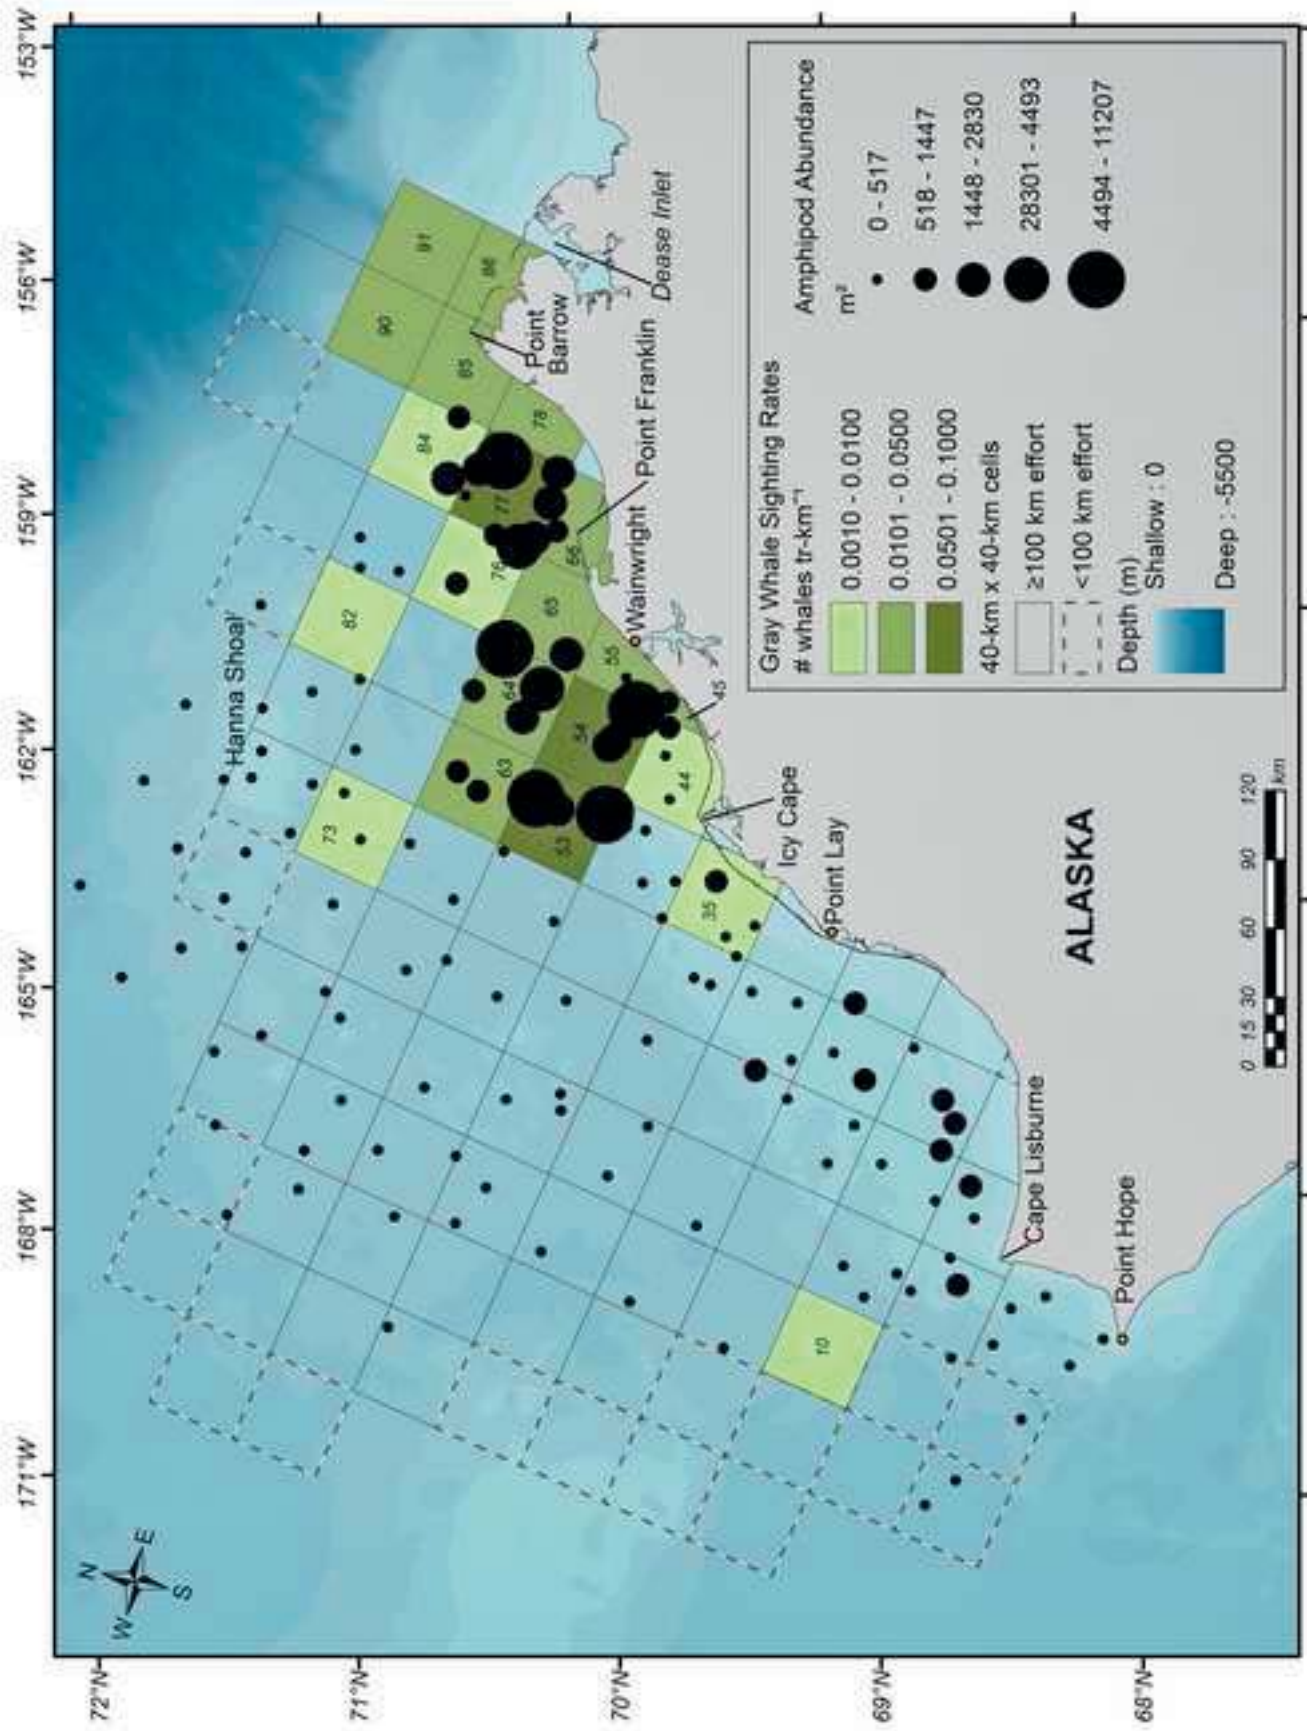 153°W
156°W
159°W
162°W
165°W
168°W
171°W
72°N
71°N
70°N
69°N
68°N
N
E
S
W
Hanna Shoal
91
90
86
85
84
82
78
77
76
73
66
65
64
63
55
54
53
45
44
35
10
Dease Inlet
Point
Barrow
Point Franklin
Wainwright
Icy Cape
Point Lay
Cape Lisburne
Point Hope
ALASKA
0 15 30 60 90 120
km
Gray Whale Sighting Rates
# whales tr-km⁻¹
0.0010 - 0.0100
0.0101 - 0.0500
0.0501 - 0.1000
40-km x 40-km cells
≥100 km effort
<100 km effort
Depth (m)
Shallow : 0
Deep : -5500
Amphipod Abundance
m²
0 - 517
518 - 1447
1448 - 2830
28301 - 4493
4494 - 11207